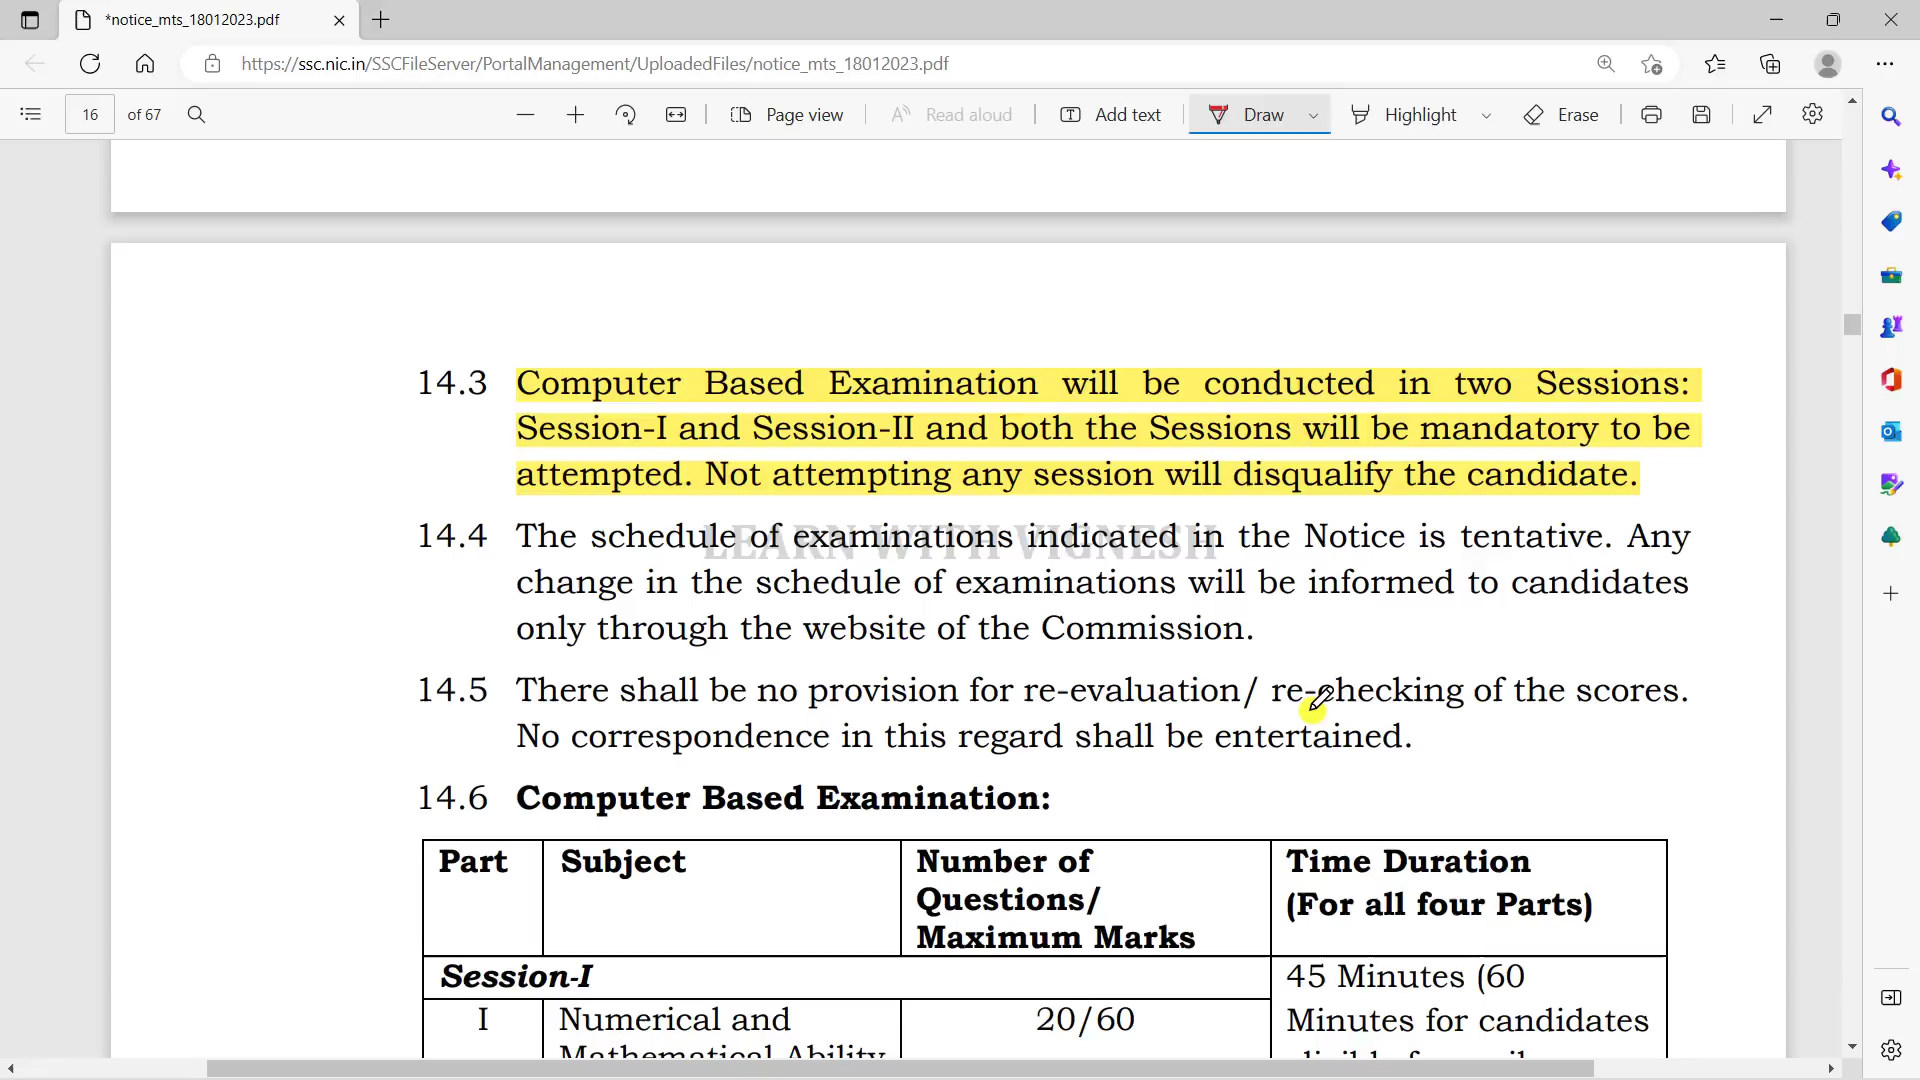 *notice_mts_18012023.pdf
https://ssc.nic.in/SSCFileServer/PortalManagement/UploadedFiles/notice_mts_18012023.pdf
16 of 67 Page view Read aloud Add text Draw Highlight Erase
14.3 Computer Based Examination will be conducted in two Sessions:
Session-I and Session-II and both the Sessions will be mandatory to be
attempted. Not attempting any session will disqualify the candidate.
LEARN WITH VIGNESH
14.4 The schedule of examinations indicated in the Notice is tentative. Any
change in the schedule of examinations will be informed to candidates
only through the website of the Commission.
14.5 There shall be no provision for re-evaluation/ re-checking of the scores.
No correspondence in this regard shall be entertained.
14.6 Computer Based Examination:
Part Subject Number of Time Duration
Questions/ (For all four Parts)
Maximum Marks
Session-I 45 Minutes (60
I Numerical and 20/60 Minutes for candidates
Mathematical Ability